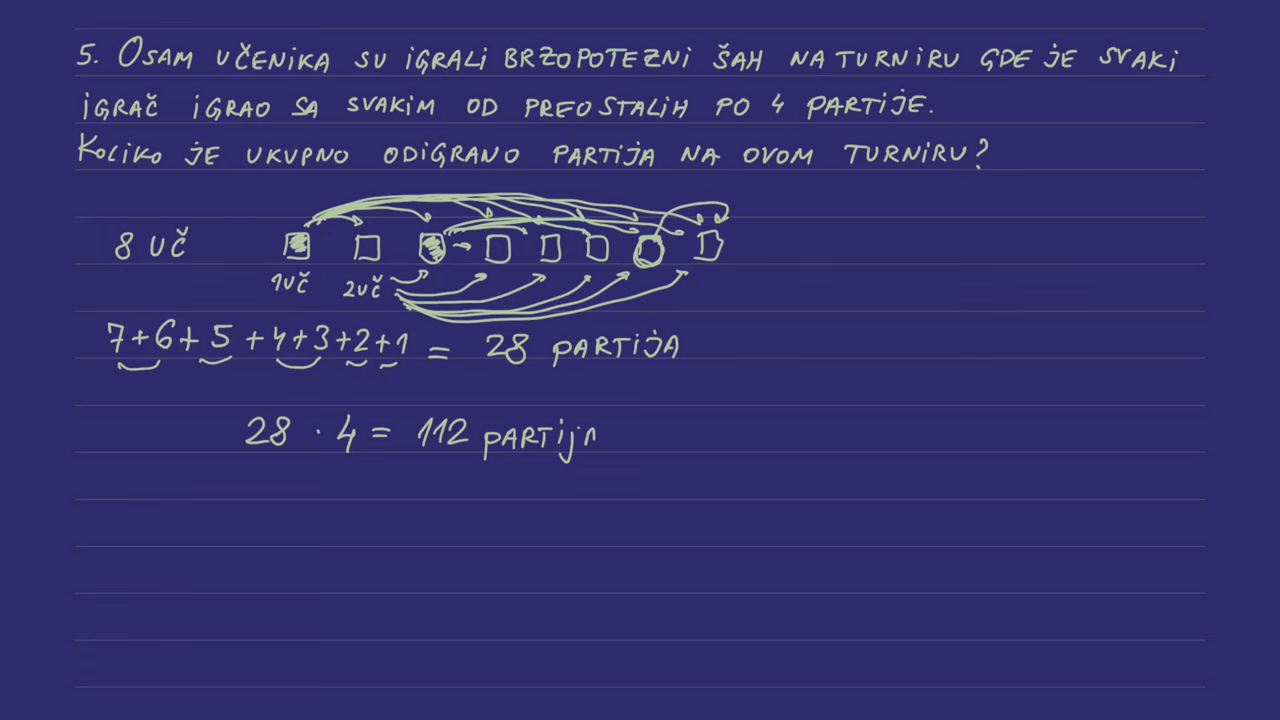 5. OSAM UČENIKA SU IGRALI BRZOPOTEZNI ŠAH NA TURNIRU GDE JE SVAKI
IGRAČ IGRAO SA SVAKIM OD PREOSTALIH PO 4 PARTIJE.
KOLIKO JE UKUPNO ODIGRANO PARTIJA NA OVOM TURNIRU?
8 UČ
1UČ 2UČ
7+6+5+4+3+2+1 = 28 PARTIJA
28 · 4 = 112